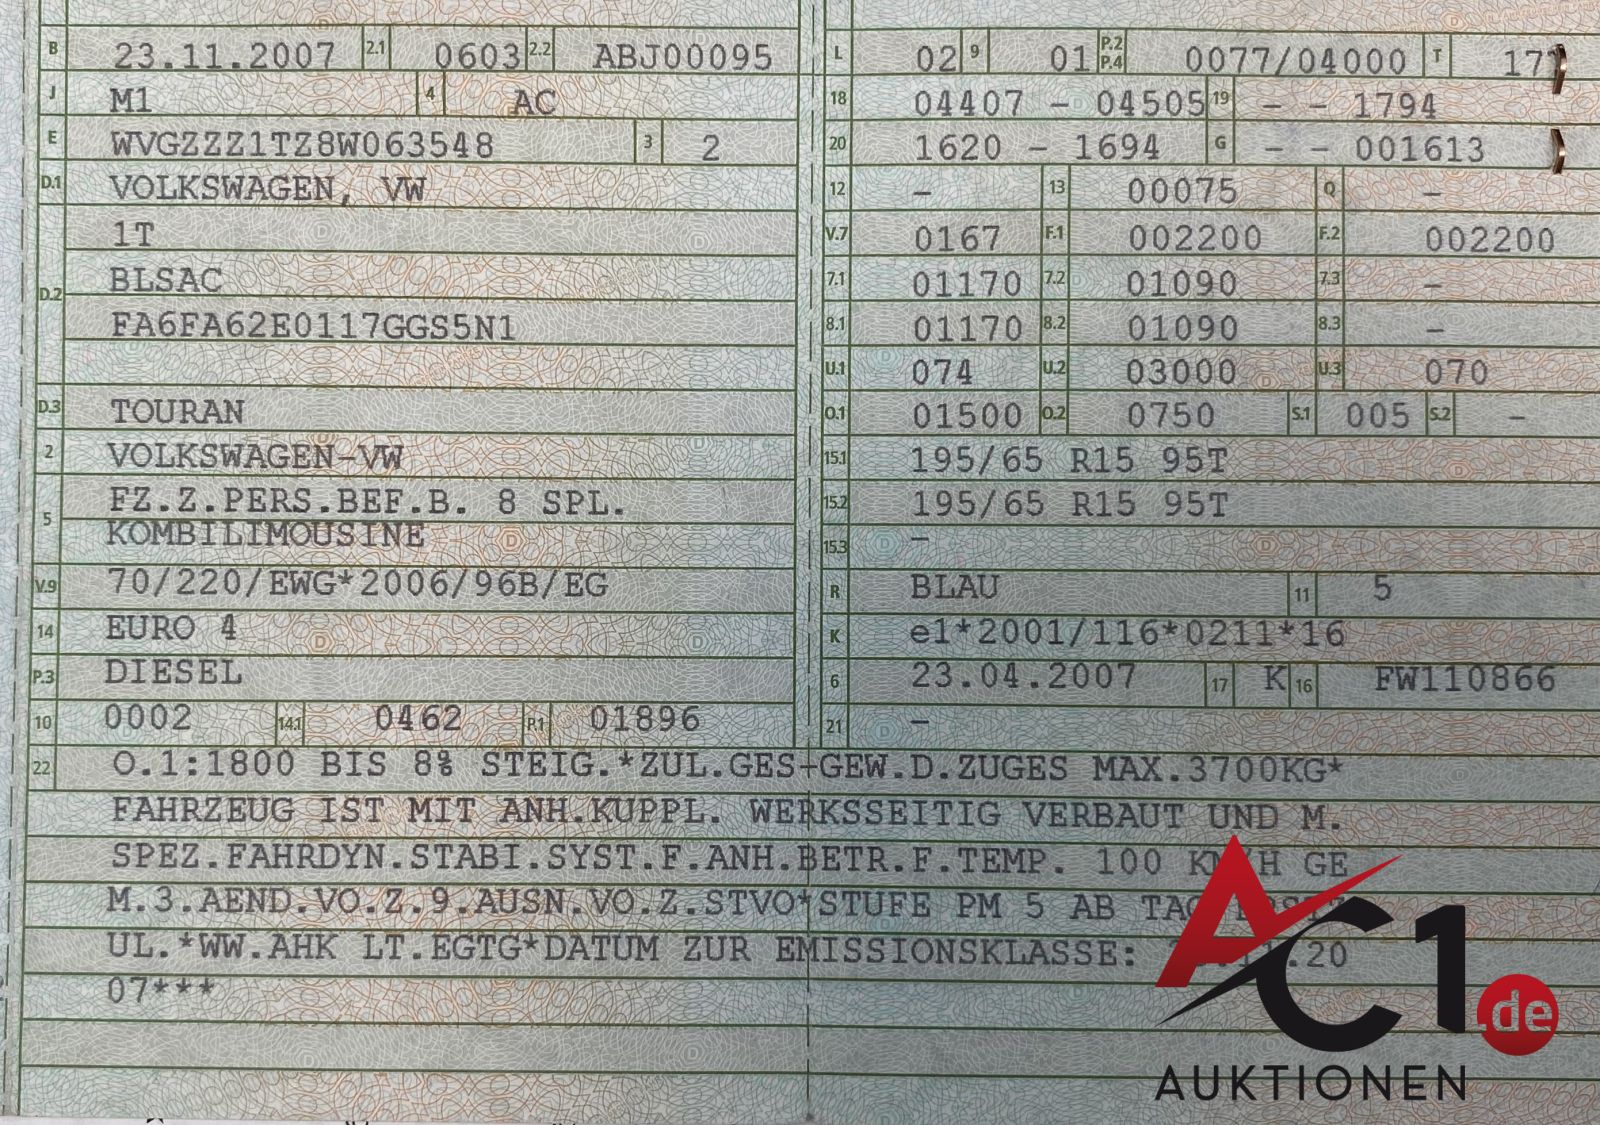 B 23.11.2007 2.1 0603 2.2 ABJ00095
J M1 4 AC
E WVGZZZ1TZ8W063548 3 2
D.1 VOLKSWAGEN, VW
1T
D.2 BLSAC
FA6FA62E0117GGS5N1
D.3 TOURAN
2 VOLKSWAGEN-VW
5 FZ.Z.PERS.BEF.B. 8 SPL.
KOMBILIMOUSINE
V.9 70/220/EWG*2006/96B/EG
14 EURO 4
P.3 DIESEL
10 0002 14.1 0462 P.1 01896
L 02 9 01 P.2 P.4 0077/04000 T 177
18 04407 - 04505 19 - - 1794
20 1620 - 1694 G - - 001613
12 - 13 00075 Q -
V.7 0167 F.1 002200 F.2 002200
7.1 01170 7.2 01090 7.3 -
8.1 01170 8.2 01090 8.3 -
U.1 074 U.2 03000 U.3 070
O.1 01500 O.2 0750 S.1 005 S.2 -
15.1 195/65 R15 95T
15.2 195/65 R15 95T
15.3 -
R BLAU 11 5
K e1*2001/116*0211*16
6 23.04.2007 17 K 16 FW110866
21 -
22 O.1:1800 BIS 8% STEIG.*ZUL.GES-GEW.D.ZUGES MAX.3700KG*
FAHRZEUG IST MIT ANH.KUPPL. WERKSSEITIG VERBAUT UND M.
SPEZ.FAHRDYN.STABI.SYST.F.ANH.BETR.F.TEMP. 100 KM/H GE
M.3.AEND.VO.Z.9.AUSN.VO.Z.STVO*STUFE PM 5 AB TAG
UL.*WW.AHK LT.EGTG*DATUM ZUR EMISSIONSKLASSE: .20
07***
AC1.de
AUKTIONEN